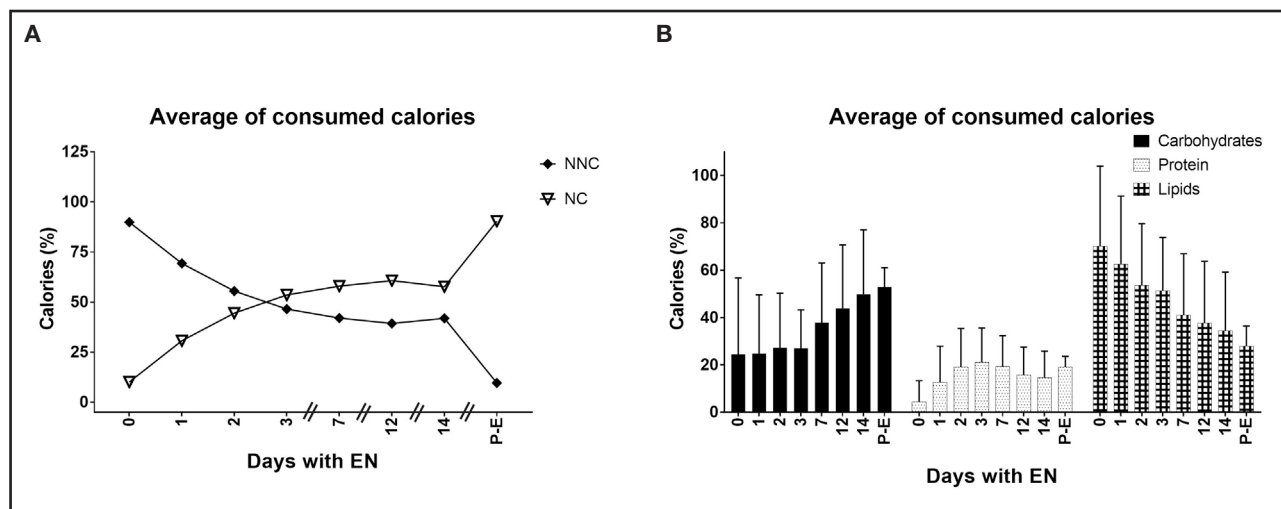 A
Average of consumed calories
Calories (%)
125
100
75
50
25
0
0
1
2
3
7
12
14
P-E
Days with EN
NNC
NC
B
Average of consumed calories
Carbohydrates
Protein
Lipids
Calories (%)
100
80
60
40
20
0
0
1
2
3
7
12
14
P-E
0
1
2
3
7
12
14
P-E
0
1
2
3
7
12
14
P-E
Days with EN